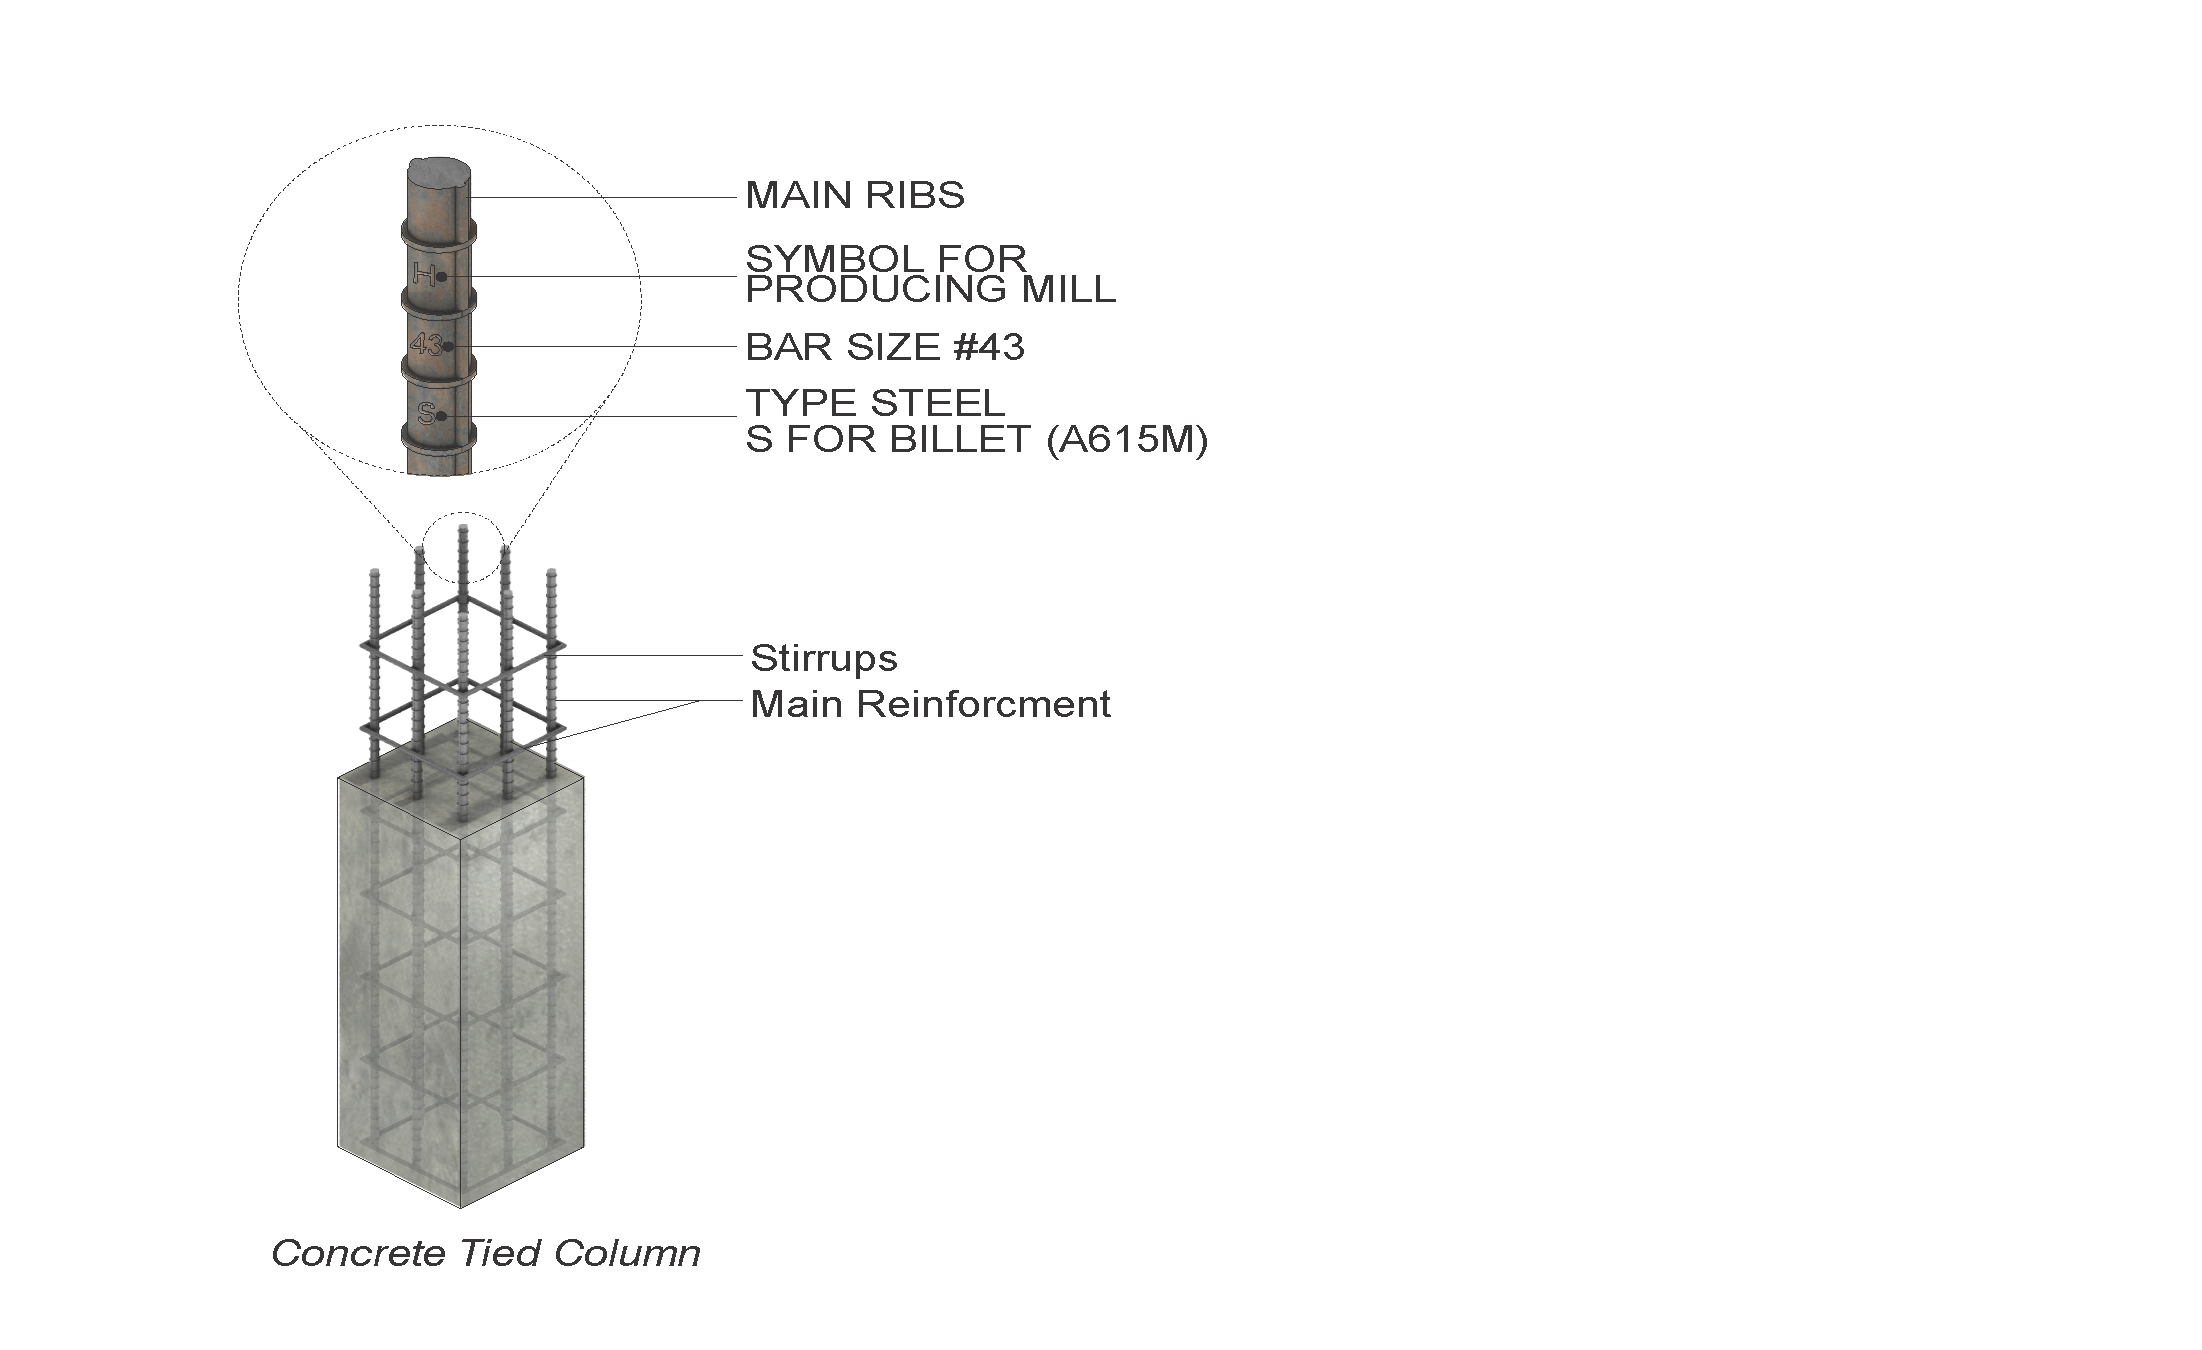 MAIN RIBS
SYMBOL FOR
PRODUCING MILL
H
BAR SIZE #43
43
TYPE STEEL
S FOR BILLET (A615M)
S
Stirrups
Main Reinforcment
Concrete Tied Column